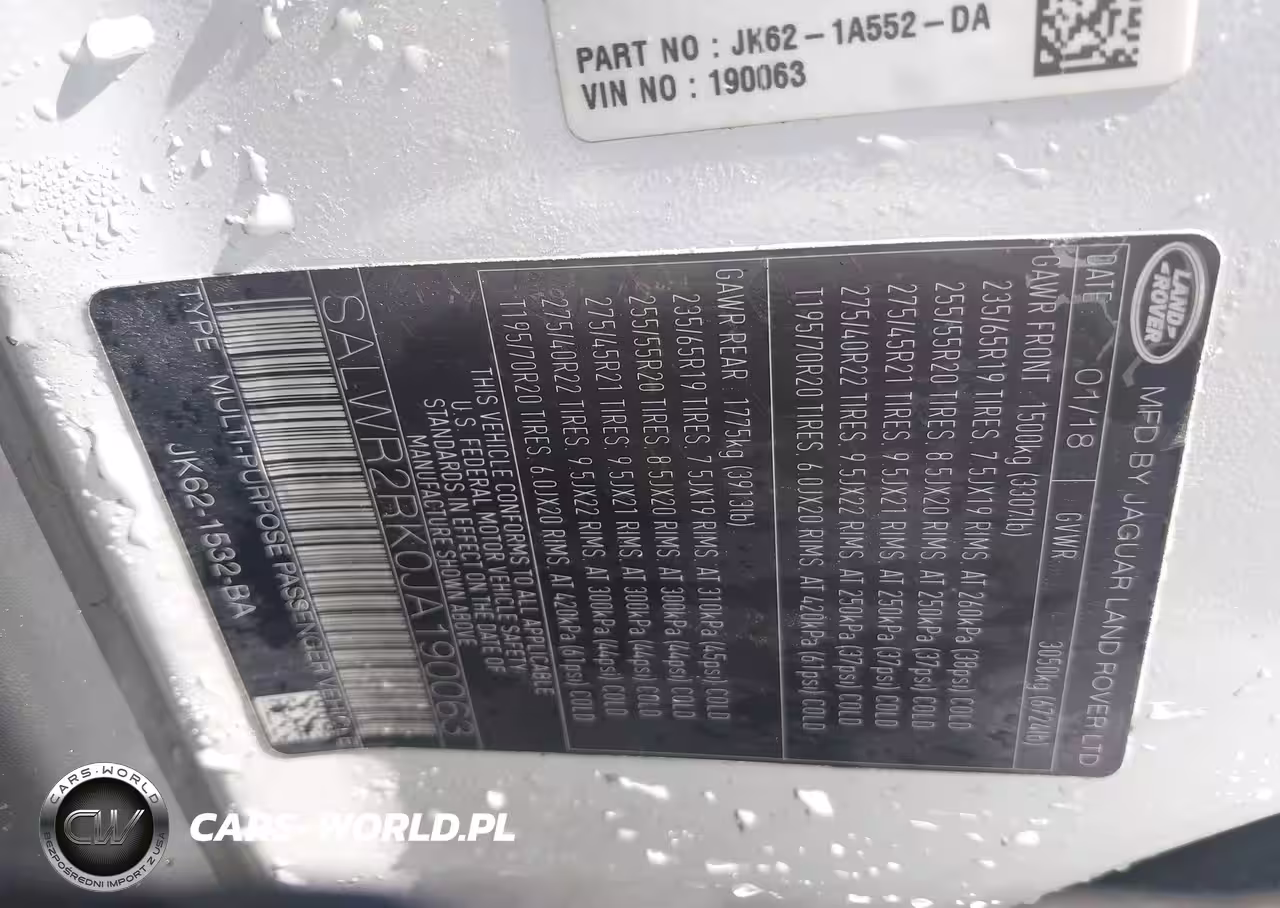 PART NO : JK62-1A552-DA
VIN NO : 190063
LAND-
-ROVER
MFD BY JAGUAR LAND ROVER LTD
DATE 01/18 GVWR - 3050kg (6724lb)
GAWR FRONT 1500kg (3307lb)
235/65R19 TIRES 7.5JX19 RIMS. AT 260kPa (38psi) COLD
255/55R20 TIRES 8.5JX20 RIMS AT 250kPa (37psi) COLD
275/45R21 TIRES. 9.5JX21 RIMS AT 250kPa (37psi) COLD
275/40R22 TIRES. 9.5JX22 RIMS AT 250kPa (37psi) COLD
T195/70R20 TIRES 6.0JX20 RIMS AT 420kPa (61psi) COLD
GAWR REAR 1775kg (3913lb)
235/65R19 TIRES 7.5JX19 RIMS AT 310kPa (45psi) COLD
255/55R20 TIRES 8.5JX20 RIMS AT 300kPa (44psi) COLD
275/45R21 TIRES. 9.5JX21 RIMS AT 300kPa (44psi) COLD
275/40R22 TIRES 9.5JX22 RIMS AT 300kPa (44psi) COLD
T195/70R20 TIRES. 6.0JX20 RIMS AT 420kPa (61psi) COLD
THIS VEHICLE CONFORMS TO ALL APPLICABLE
U.S. FEDERAL MOTOR VEHICLE SAFETY
STANDARDS IN EFFECT ON THE DATE OF
MANUFACTURE SHOWN ABOVE
SALWR2RK0JA190063
TYPE MULTI-PURPOSE PASSENGER VEHICLE
JK62-1532-BA
CARS-WORLD
CW
BEZPOŚREDNI IMPORT Z USA
CARS-WORLD.PL